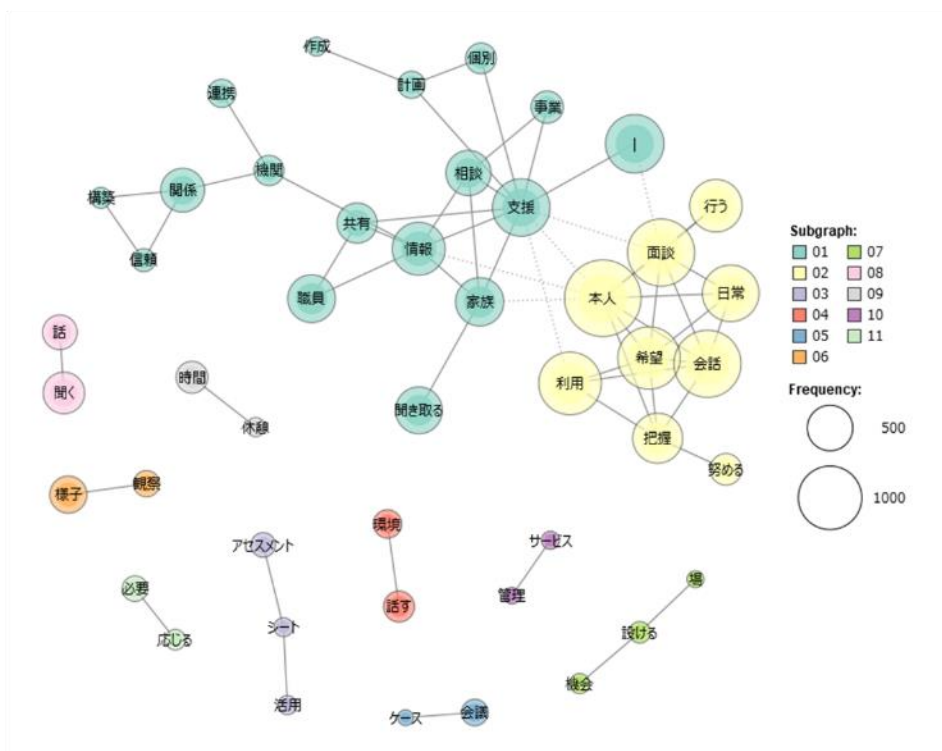 作成
個別
計画
連携
事業
|
機関
相談
構築
関係
行う
支援
共有
情報
面談
信頼
職員
家族
本人
日常
話
希望
会話
聞く
時間
利用
聞き取る
休憩
把握
努める
様子
観察
環境
アセスメント
サービス
場
必要
管理
話す
応じる
シート
設ける
機会
活用
ケース
会議
Subgraph:
01 07
02 08
03 09
04 10
05 11
06
Frequency:
500
1000